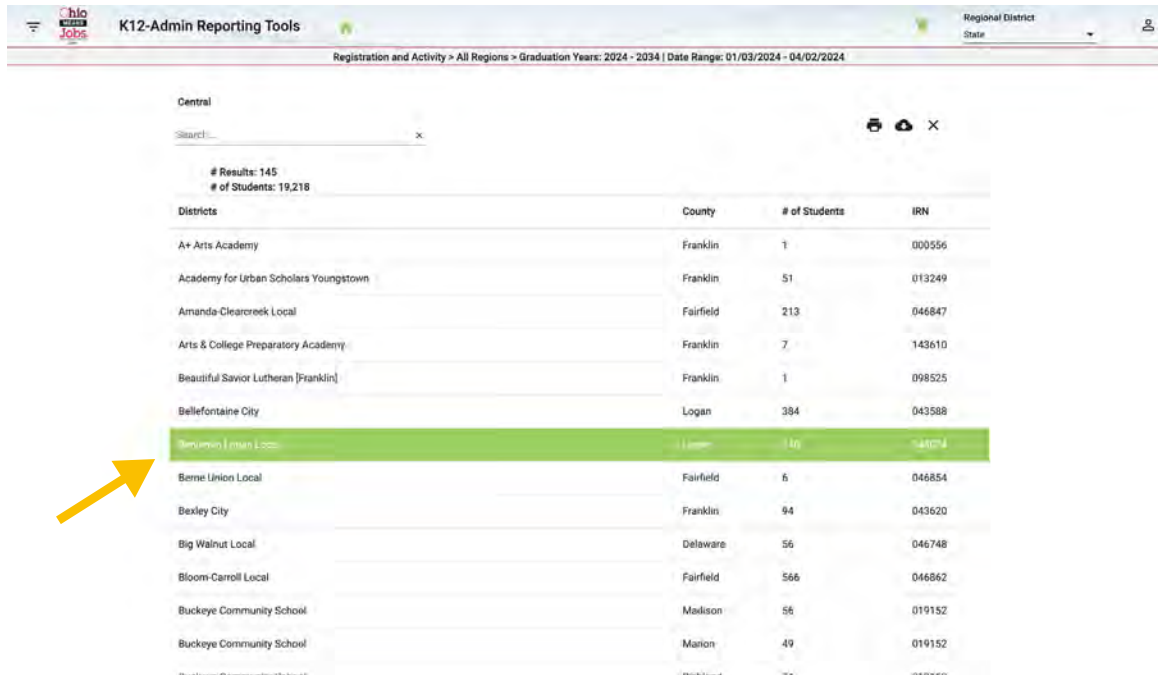 Ohio
MEANS
Jobs
K12-Admin Reporting Tools
Regional District
State
Registration and Activity > All Regions > Graduation Years: 2024 - 2034 | Date Range: 01/03/2024 - 04/02/2024
Central
Search...
# Results: 145
# of Students: 19,218
Districts County # of Students IRN
A+ Arts Academy Franklin 1 000556
Academy for Urban Scholars Youngstown Franklin 51 013249
Amanda-Clearcreek Local Fairfield 213 046847
Arts & College Preparatory Academy Franklin 7 143610
Beautiful Savior Lutheran [Franklin] Franklin 1 098525
Bellefontaine City Logan 384 043588
Benjamin Logan Local Logan
Berne Union Local Fairfield 6 046854
Bexley City Franklin 94 043620
Big Walnut Local Delaware 56 046748
Bloom-Carroll Local Fairfield 566 046862
Buckeye Community School Madison 56 019152
Buckeye Community School Marion 49 019152